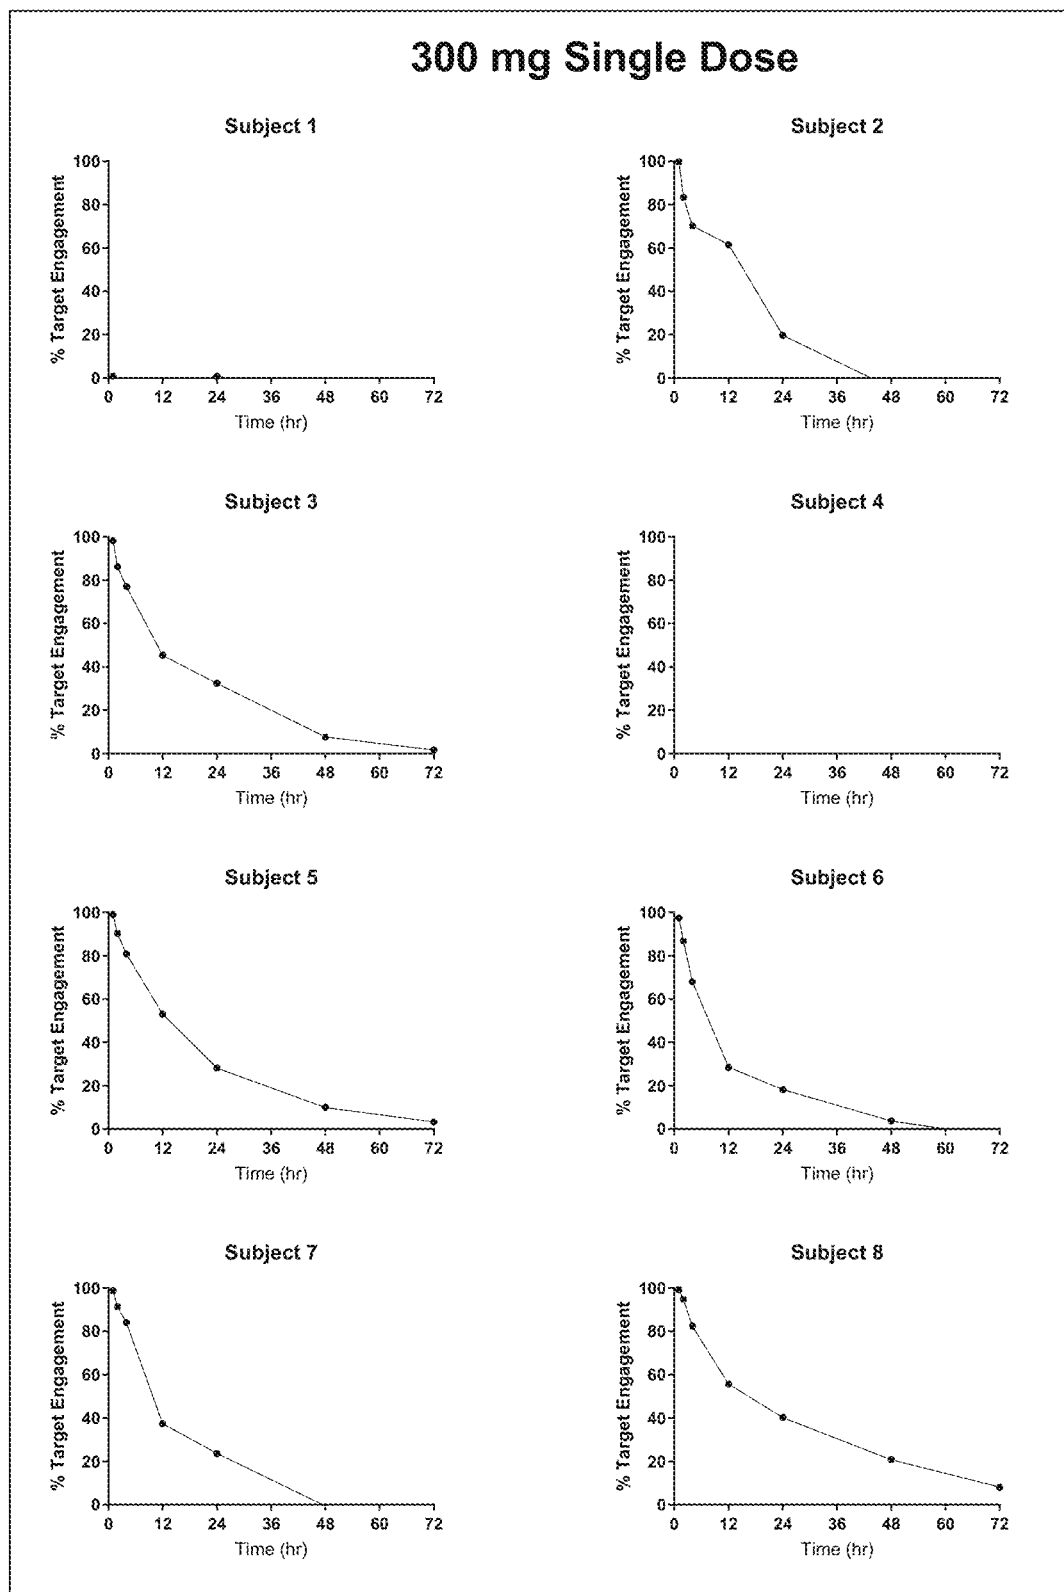 300 mg Single Dose
Subject 1
% Target Engagement
100
80
60
40
20
0
0 12 24 36 48 60 72
Time (hr)
Subject 2
% Target Engagement
100
80
60
40
20
0
0 12 24 36 48 60 72
Time (hr)
Subject 3
% Target Engagement
100
80
60
40
20
0
0 12 24 36 48 60 72
Time (hr)
Subject 4
% Target Engagement
100
80
60
40
20
0
0 12 24 36 48 60 72
Time (hr)
Subject 5
% Target Engagement
100
80
60
40
20
0
0 12 24 36 48 60 72
Time (hr)
Subject 6
% Target Engagement
100
80
60
40
20
0
0 12 24 36 48 60 72
Time (hr)
Subject 7
% Target Engagement
100
80
60
40
20
0
0 12 24 36 48 60 72
Time (hr)
Subject 8
% Target Engagement
100
80
60
40
20
0
0 12 24 36 48 60 72
Time (hr)